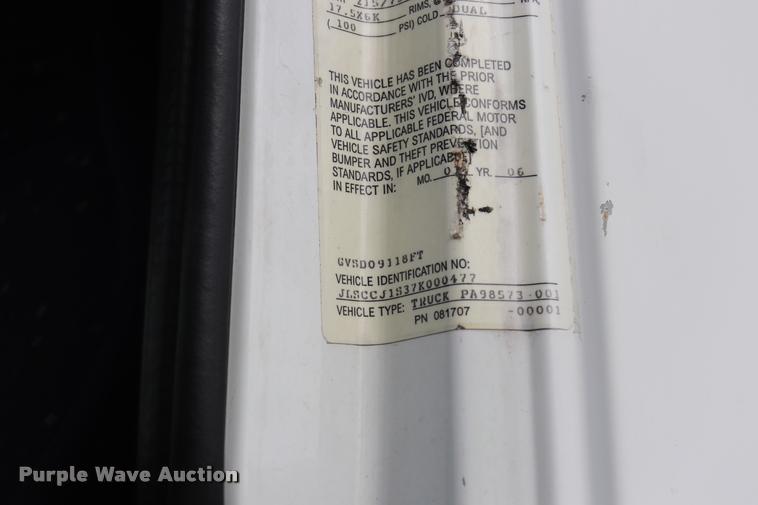 215/75
17.5X6K RIMS,
(100 PSI) COLD DUAL
THIS VEHICLE HAS BEEN COMPLETED
IN ACCORDANCE WITH THE PRIOR
MANUFACTURERS' IVD, WHERE
APPLICABLE. THIS VEHICLE CONFORMS
TO ALL APPLICABLE FEDERAL MOTOR
VEHICLE SAFETY STANDARDS, [AND
BUMPER AND THEFT PREVENTION
STANDARDS, IF APPLICABLE
IN EFFECT IN: MO. 0 YR. 06
GVSD09118FT
VEHICLE IDENTIFICATION NO:
JLSCCJ1S37K000477
VEHICLE TYPE: TRUCK PA98573-001
PN 081707 -00001
Purple Wave Auction